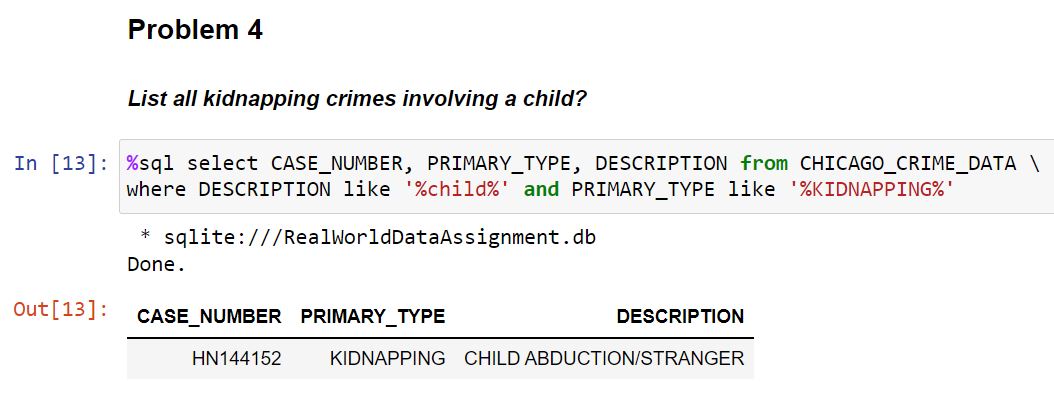 Problem 4
List all kidnapping crimes involving a child?
In [13]: %sql select CASE_NUMBER, PRIMARY_TYPE, DESCRIPTION from CHICAGO_CRIME_DATA \
where DESCRIPTION like '%child%' and PRIMARY_TYPE like '%KIDNAPPING%'
* sqlite:///RealWorldDataAssignment.db
Done.
Out[13]:
CASE_NUMBER PRIMARY_TYPE DESCRIPTION
HN144152 KIDNAPPING CHILD ABDUCTION/STRANGER